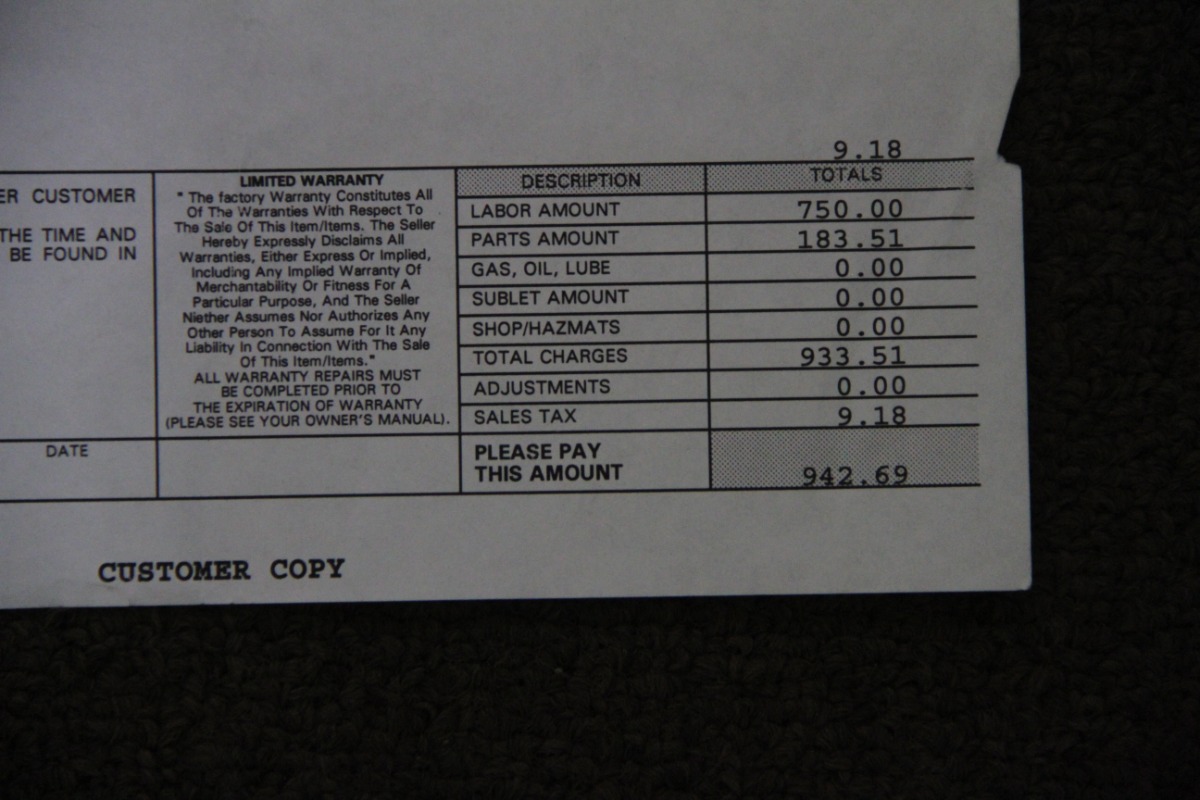 9.18
ER CUSTOMER
THE TIME AND
BE FOUND IN
DATE
LIMITED WARRANTY
" The factory Warranty Constitutes All
Of The Warranties With Respect To
The Sale Of This Item/Items. The Seller
Hereby Expressly Disclaims All
Warranties, Either Express Or Implied,
Including Any Implied Warranty Of
Merchantability Or Fitness For A
Particular Purpose, And The Seller
Niether Assumes Nor Authorizes Any
Other Person To Assume For It Any
Liability In Connection With The Sale
Of This Item/Items."
ALL WARRANTY REPAIRS MUST
BE COMPLETED PRIOR TO
THE EXPIRATION OF WARRANTY
(PLEASE SEE YOUR OWNER'S MANUAL).
DESCRIPTION TOTALS
LABOR AMOUNT 750.00
PARTS AMOUNT 183.51
GAS, OIL, LUBE 0.00
SUBLET AMOUNT 0.00
SHOP/HAZMATS 0.00
TOTAL CHARGES 933.51
ADJUSTMENTS 0.00
SALES TAX 9.18
PLEASE PAY
THIS AMOUNT 942.69
CUSTOMER COPY